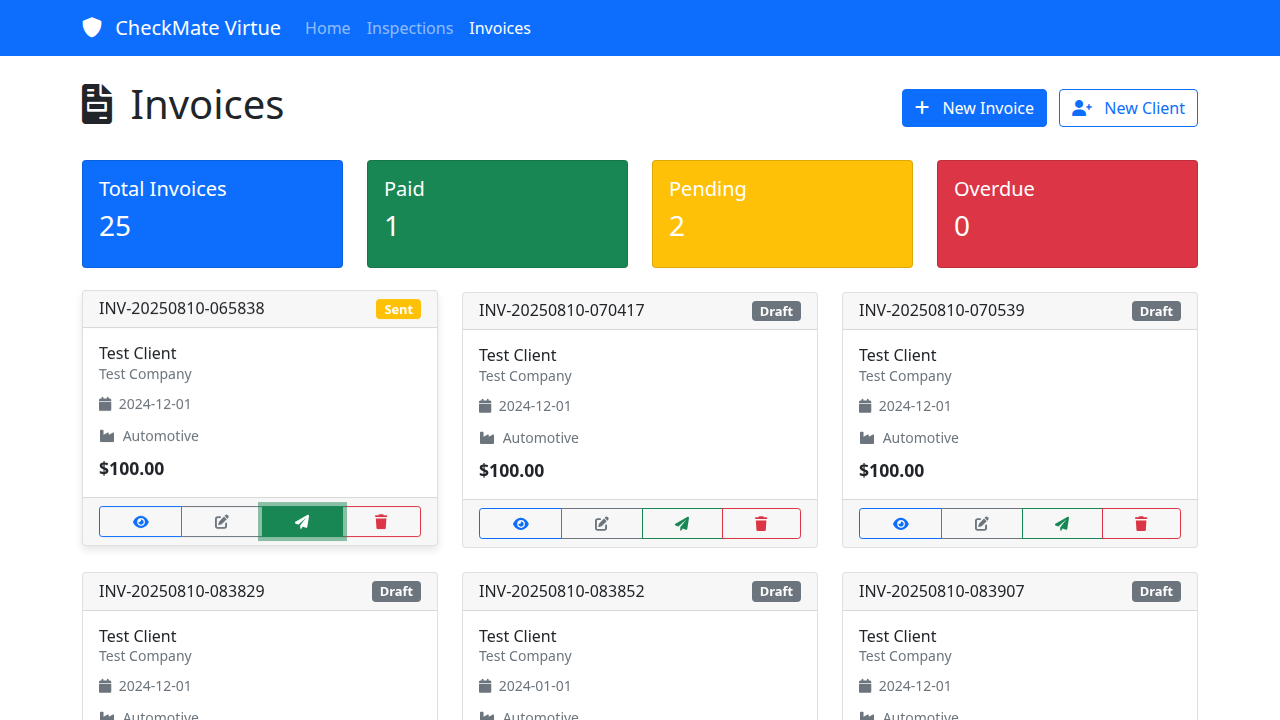 CheckMate Virtue Home Inspections Invoices
Invoices
New Invoice
New Client
Total Invoices
25
Paid
1
Pending
2
Overdue
0
INV-20250810-065838 Sent
Test Client
Test Company
2024-12-01
Automotive
$100.00
INV-20250810-070417 Draft
Test Client
Test Company
2024-12-01
Automotive
$100.00
INV-20250810-070539 Draft
Test Client
Test Company
2024-12-01
Automotive
$100.00
INV-20250810-083829 Draft
Test Client
Test Company
2024-12-01
Automotive
INV-20250810-083852 Draft
Test Client
Test Company
2024-01-01
Automotive
INV-20250810-083907 Draft
Test Client
Test Company
2024-12-01
Automotive